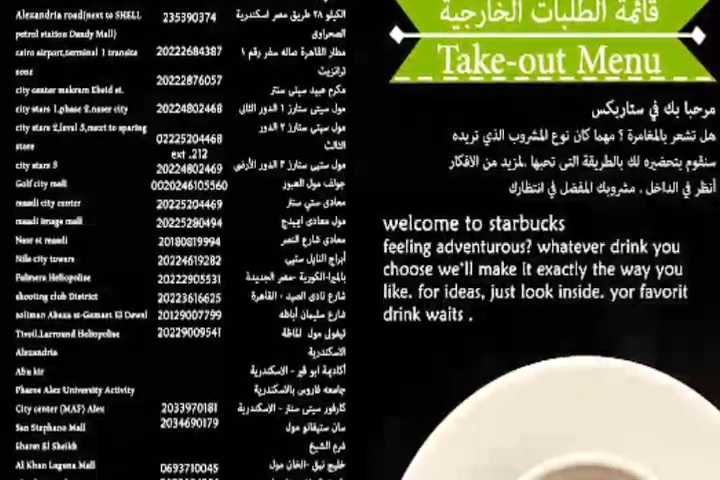 Alexandria road(next to SHELL 235390374 الكيلو ٢٨ طريق مصر اسكندرية
petrol station Dandy Mall) الصحراوى
cairo airport,terminal 1 transite 20222684387 مطار القاهرة صاله سفر رقم ١
zone ترانزيت
city center makram Ebeid st. 20222876057 مكرم عبيد سيتى سنتر
city stars 1,phase 2.naser city 20224802468 مول سيتى ستارز ١ الدور الثانى
city stars 2,level 3,next to sparing 02225204468 مول سيتى ستارز ٢ الدور
store ext .212 الثالث
city stars 3 20224802469 مول سيتى ستارز ٣ الدور الأرضى
Golf city mall 0020246105560 جولف مول العبور
maadi city center 20225204469 معادى سيتى سنتر
maadi image mall 20225280494 مول معادى ايميدج
Nasr st maadi 20180819994 معادى شارع النصر
Nile city towers 20224619282 أبراج النايل سيتى
Palmera Heliopolise 20222905531 بالميرا-الكوربة -مصر الجديدة
shooting club District 20223616625 شارع نادى الصيد - القاهرة
soliman Abaza st-Gamaet El Dewal 20129007799 شارع سليمان أباظه
Tivoli,Larround Heliopolise 20229009541 تيفولى مول الماظة
Alexandria الاسكندرية
Abu kir أكاديمة ابو قير - الاسكندرية
Pharos Alex University Activity جامعه فاروس بالاسكندرية
City center (MAF) Alex 2033970181 كارفور سيتى سنتر - الاسكندرية
San Stephano Mall 2034690179 سان ستيفانو مول
Sharm El Sheikh شرم الشيخ
Al Khan Laguna Mall 0693710045 خليج نبق -الخان مول
قائمة الطلبات الخارجية
Take-out Menu
مرحبا بك في ستاربكس
هل تشعر بالمغامرة ؟ مهما كان نوع المشروب الذي تريده
سنقوم بتحضيره لك بالطريقة التى تحبها .لمزيد من الافكار
أنظر في الداخل . مشروبك المفضل في انتظارك
welcome to starbucks
feeling adventurous? whatever drink you
choose we'll make it exactly the way you
like. for ideas, just look inside. yor favorit
drink waits .